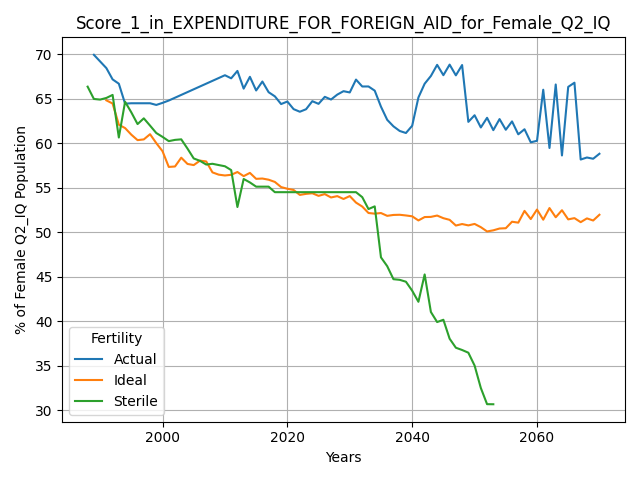 Score_1_in_EXPENDITURE_FOR_FOREIGN_AID_for_Female_Q2_IQ
% of Female Q2_IQ Population
70
65
60
55
50
45
40
35
30
Fertility
Actual
Ideal
Sterile
2000 2020 2040 2060
Years